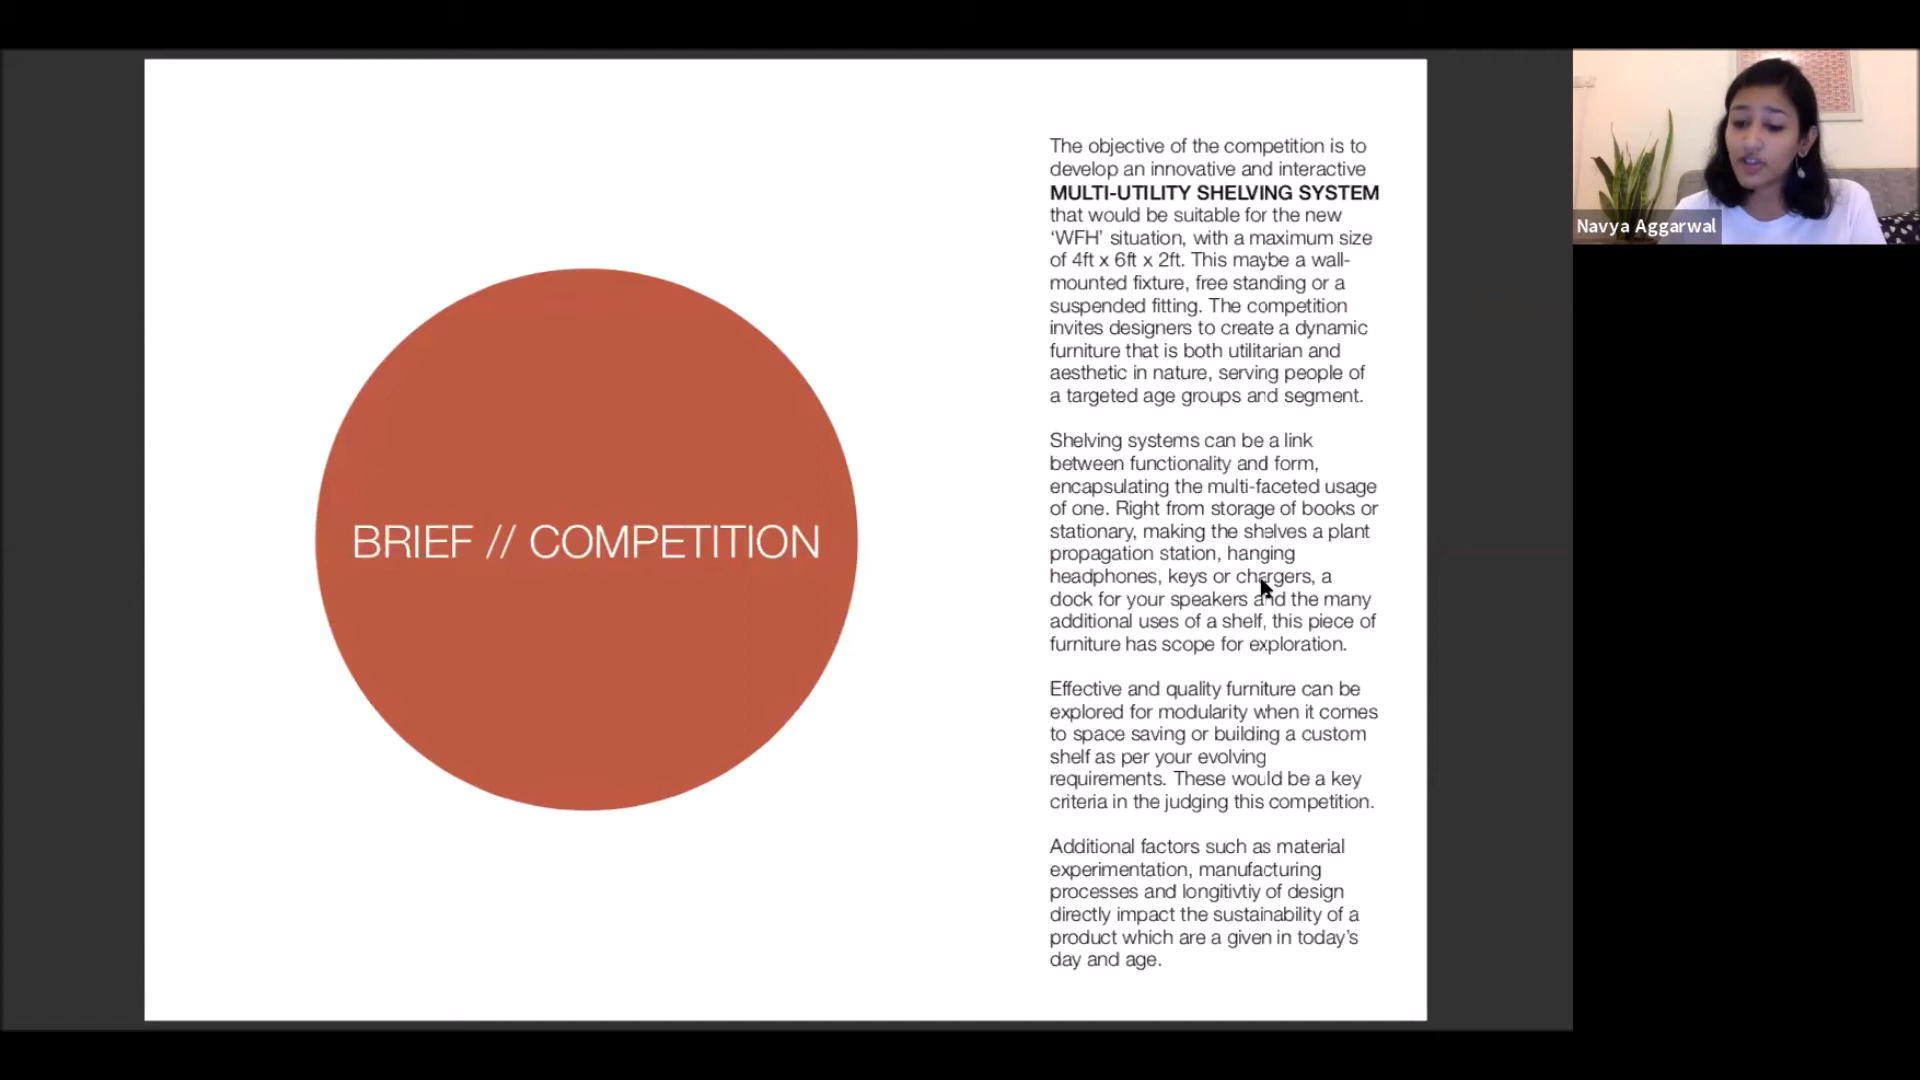 BRIEF // COMPETITION
The objective of the competition is to
develop an innovative and interactive
MULTI-UTILITY SHELVING SYSTEM
that would be suitable for the new
‘WFH’ situation, with a maximum size
of 4ft x 6ft x 2ft. This maybe a wall-
mounted fixture, free standing or a
suspended fitting. The competition
invites designers to create a dynamic
furniture that is both utilitarian and
aesthetic in nature, serving people of
a targeted age groups and segment.
Shelving systems can be a link
between functionality and form,
encapsulating the multi-faceted usage
of one. Right from storage of books or
stationary, making the shelves a plant
propagation station, hanging
headphones, keys or chargers, a
dock for your speakers and the many
additional uses of a shelf, this piece of
furniture has scope for exploration.
Effective and quality furniture can be
explored for modularity when it comes
to space saving or building a custom
shelf as per your evolving
requirements. These would be a key
criteria in the judging this competition.
Additional factors such as material
experimentation, manufacturing
processes and longitivtiy of design
directly impact the sustainability of a
product which are a given in today’s
day and age.
Navya Aggarwal